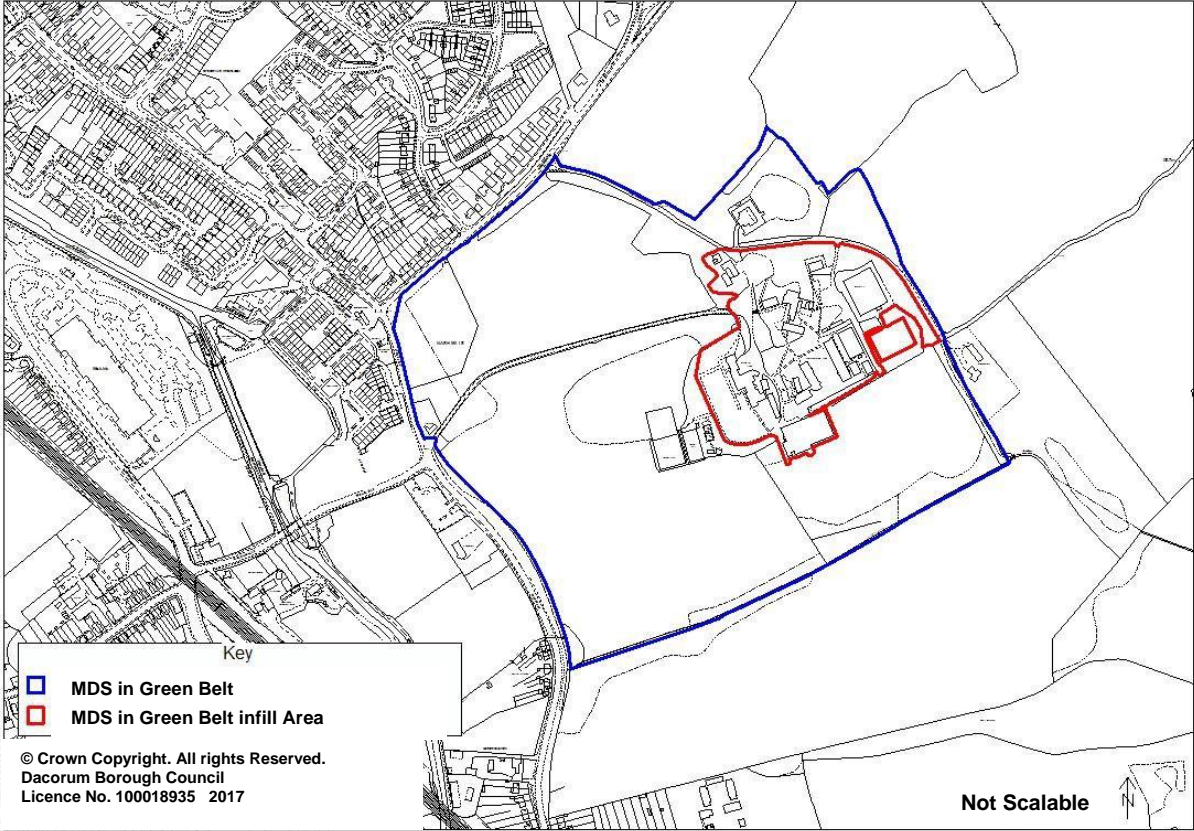 Key
MDS in Green Belt
MDS in Green Belt infill Area
© Crown Copyright. All rights Reserved.
Dacorum Borough Council
Licence No. 100018935 2017
Not Scalable
N